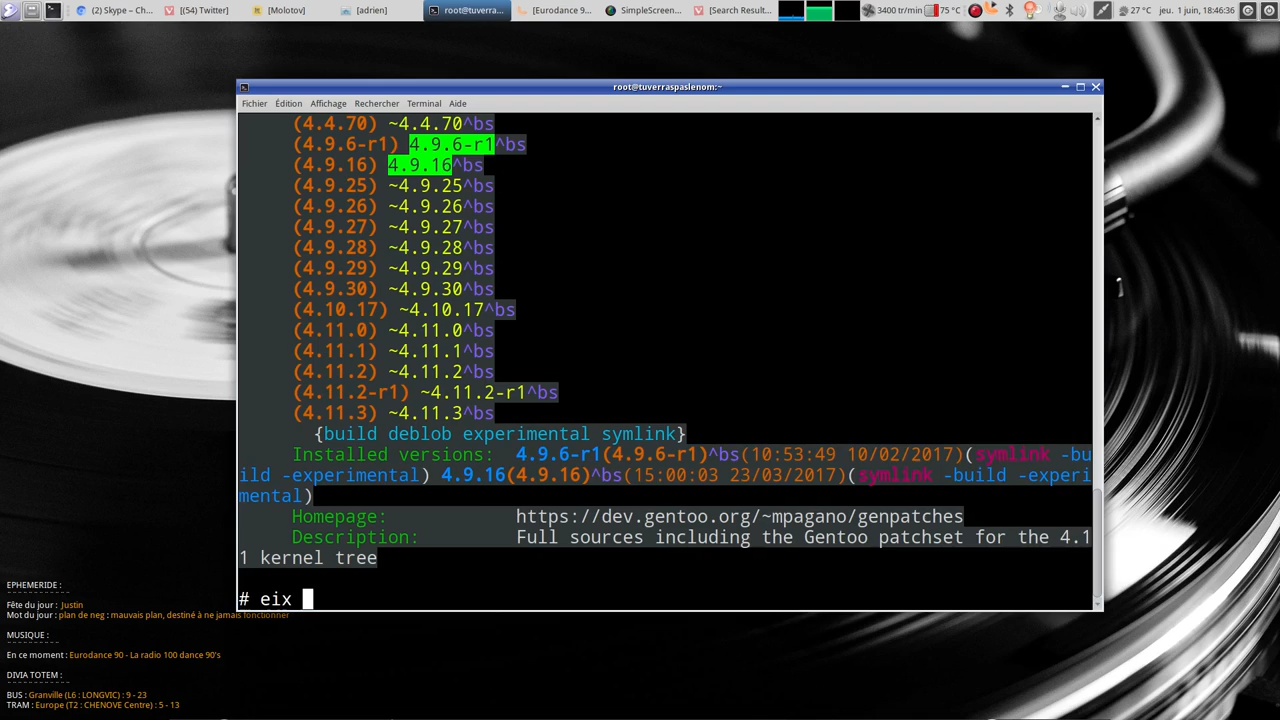 (2) Skype – Ch...
[(54) Twitter]
[Molotov]
[adrien]
root@tuverra...
[Eurodance 9...
SimpleScreen...
[Search Result...
3400 tr/min
75 °C
27 °C
jeu. 1 juin, 18:46:36
root@tuverraspaslenom:~
Fichier Édition Affichage Rechercher Terminal Aide
(4.4.70) ~4.4.70^bs
(4.9.6-r1) 4.9.6-r1^bs
(4.9.16) 4.9.16^bs
(4.9.25) ~4.9.25^bs
(4.9.26) ~4.9.26^bs
(4.9.27) ~4.9.27^bs
(4.9.28) ~4.9.28^bs
(4.9.29) ~4.9.29^bs
(4.9.30) ~4.9.30^bs
(4.10.17) ~4.10.17^bs
(4.11.0) ~4.11.0^bs
(4.11.1) ~4.11.1^bs
(4.11.2) ~4.11.2^bs
(4.11.2-r1) ~4.11.2-r1^bs
(4.11.3) ~4.11.3^bs
{build deblob experimental symlink}
Installed versions: 4.9.6-r1(4.9.6-r1)^bs(10:53:49 10/02/2017)(symlink -bu
ild -experimental) 4.9.16(4.9.16)^bs(15:00:03 23/03/2017)(symlink -build -experi
mental)
Homepage: https://dev.gentoo.org/~mpagano/genpatches
Description: Full sources including the Gentoo patchset for the 4.1
1 kernel tree
# eix
EPHEMERIDE :
Fête du jour : Justin
Mot du jour : plan de neg : mauvais plan, destiné à ne jamais fonctionner
MUSIQUE :
En ce moment : Eurodance 90 - La radio 100 dance 90's
DIVIA TOTEM :
BUS : Granville (L6 : LONGVIC) : 9 - 23
TRAM : Europe (T2 : CHENOVE Centre) : 5 - 13